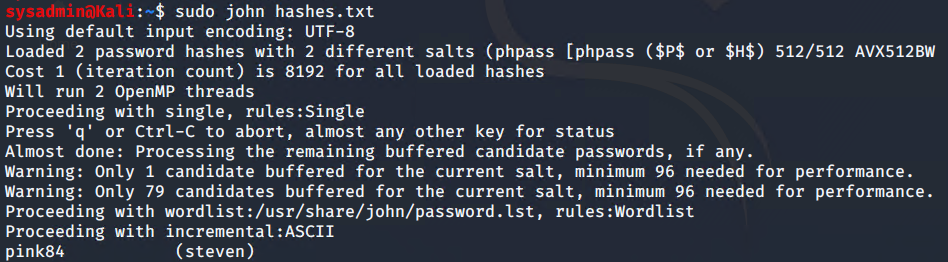 sysadmin@Kali:~$ sudo john hashes.txt
Using default input encoding: UTF-8
Loaded 2 password hashes with 2 different salts (phpass [phpass ($P$ or $H$) 512/512 AVX512BW
Cost 1 (iteration count) is 8192 for all loaded hashes
Will run 2 OpenMP threads
Proceeding with single, rules:Single
Press 'q' or Ctrl-C to abort, almost any other key for status
Almost done: Processing the remaining buffered candidate passwords, if any.
Warning: Only 1 candidate buffered for the current salt, minimum 96 needed for performance.
Warning: Only 79 candidates buffered for the current salt, minimum 96 needed for performance.
Proceeding with wordlist:/usr/share/john/password.lst, rules:Wordlist
Proceeding with incremental:ASCII
pink84           (steven)